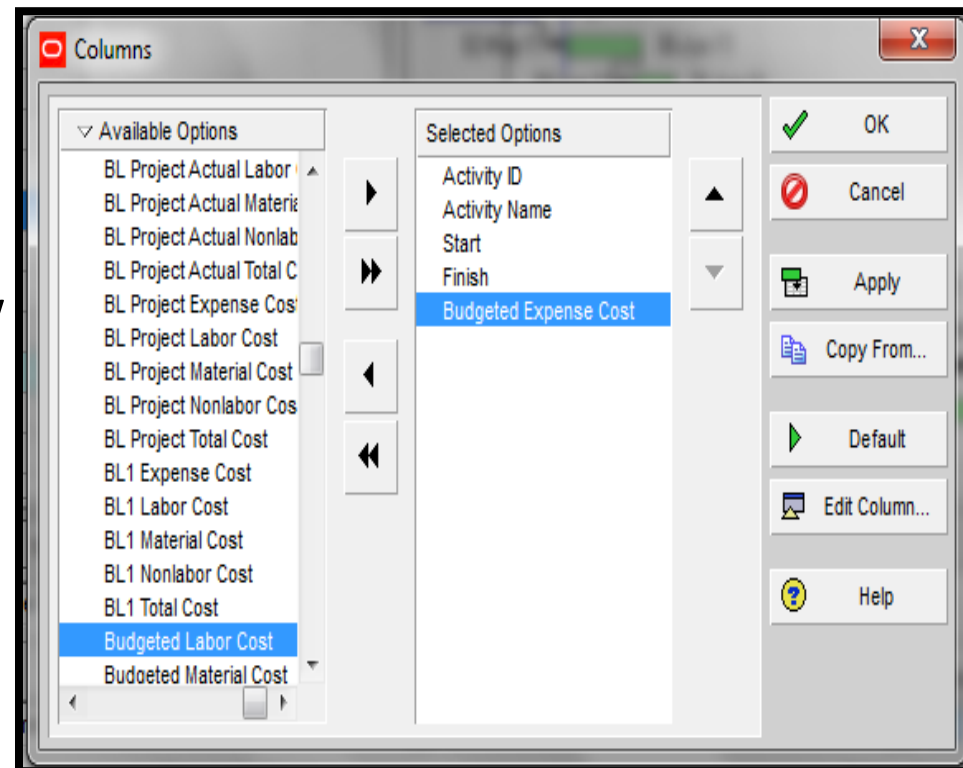 Columns
Available Options
BL Project Actual Labor
BL Project Actual Materia
BL Project Actual Nonlab
BL Project Actual Total C
BL Project Expense Cost
BL Project Labor Cost
BL Project Material Cost
BL Project Nonlabor Cos
BL Project Total Cost
BL1 Expense Cost
BL1 Labor Cost
BL1 Material Cost
BL1 Nonlabor Cost
BL1 Total Cost
Budgeted Labor Cost
Budgeted Material Cost
Selected Options
Activity ID
Activity Name
Start
Finish
Budgeted Expense Cost
OK
Cancel
Apply
Copy From...
Default
Edit Column...
Help